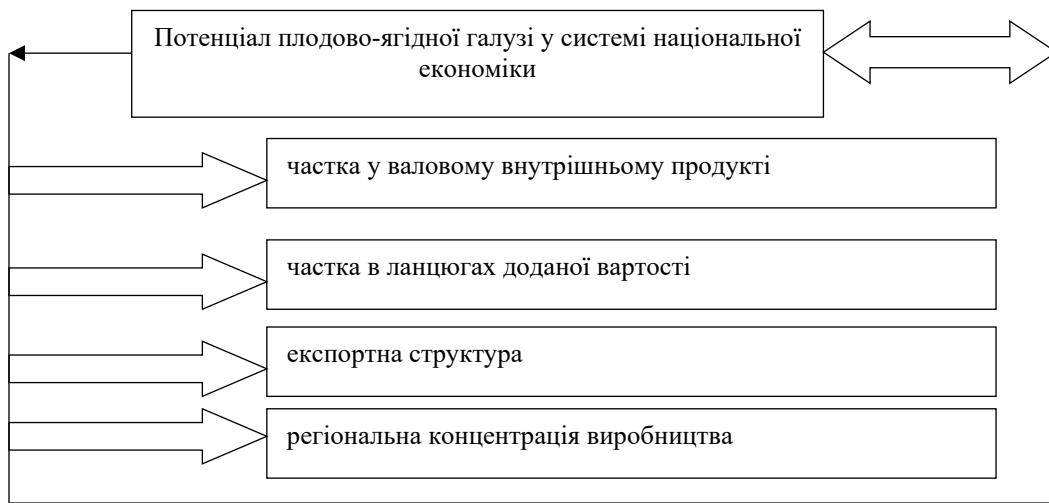 Потенціал плодово-ягідної галузі у системі національної
економіки
частка у валовому внутрішньому продукті
частка в ланцюгах доданої вартості
експортна структура
регіональна концентрація виробництва